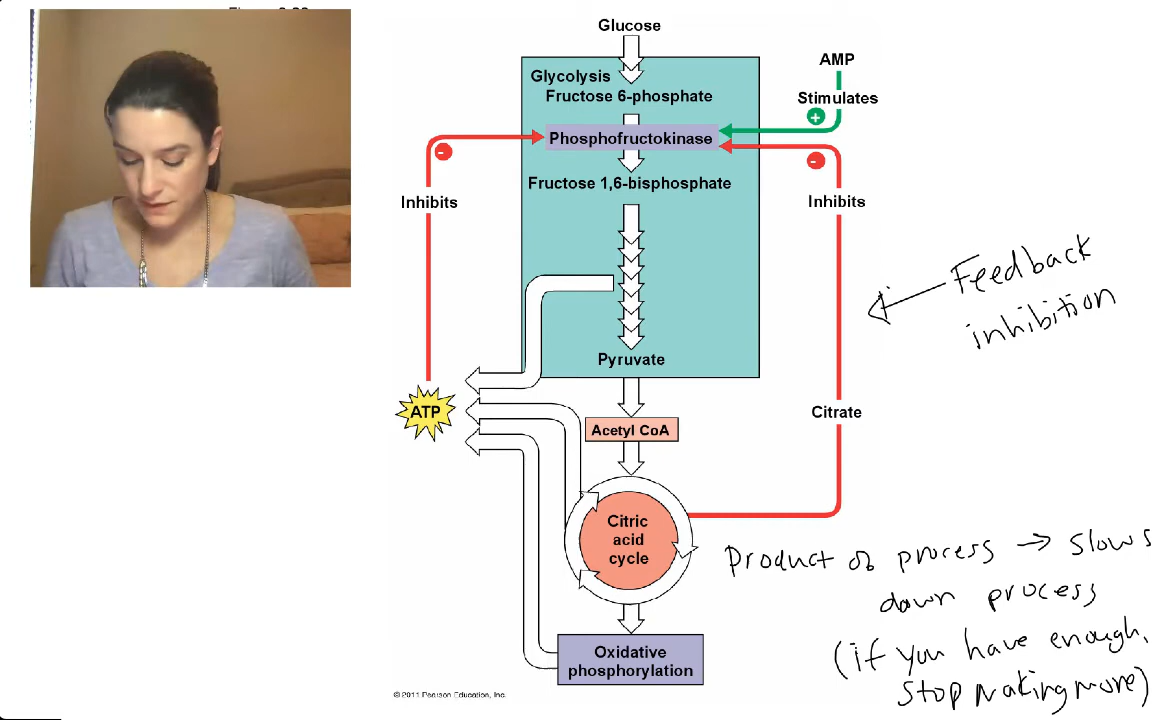 Glucose
Glycolysis
Fructose 6-phosphate
AMP
Stimulates
+
Phosphofructokinase
-
-
Fructose 1,6-bisphosphate
Inhibits
Inhibits
Feedback
inhibition
Pyruvate
ATP
Citrate
Acetyl CoA
Citric
acid
cycle
Product of process → slows
down process
(if you have enough,
stop making more)
Oxidative
phosphorylation
© 2011 Pearson Education, Inc.